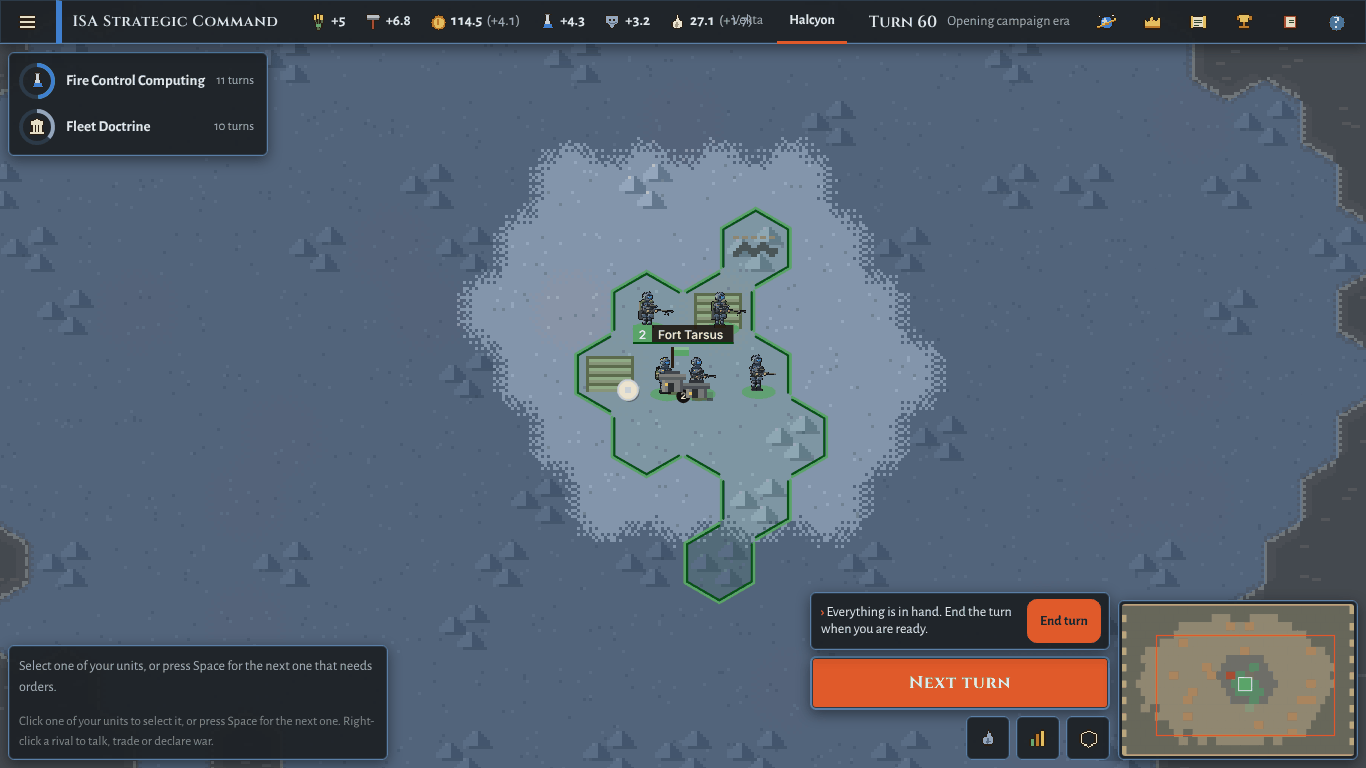 ISA Strategic Command
+5
+6.8
114.5 (+4.1)
+4.3
+3.2
27.1
Halcyon
Turn 60
Opening campaign era
Fire Control Computing
11 turns
Fleet Doctrine
10 turns
2 Fort Tarsus
2
› Everything is in hand. End the turn
when you are ready.
End turn
Next turn
Select one of your units, or press Space for the next one that needs
orders.
Click one of your units to select it, or press Space for the next one. Right-
click a rival to talk, trade or declare war.